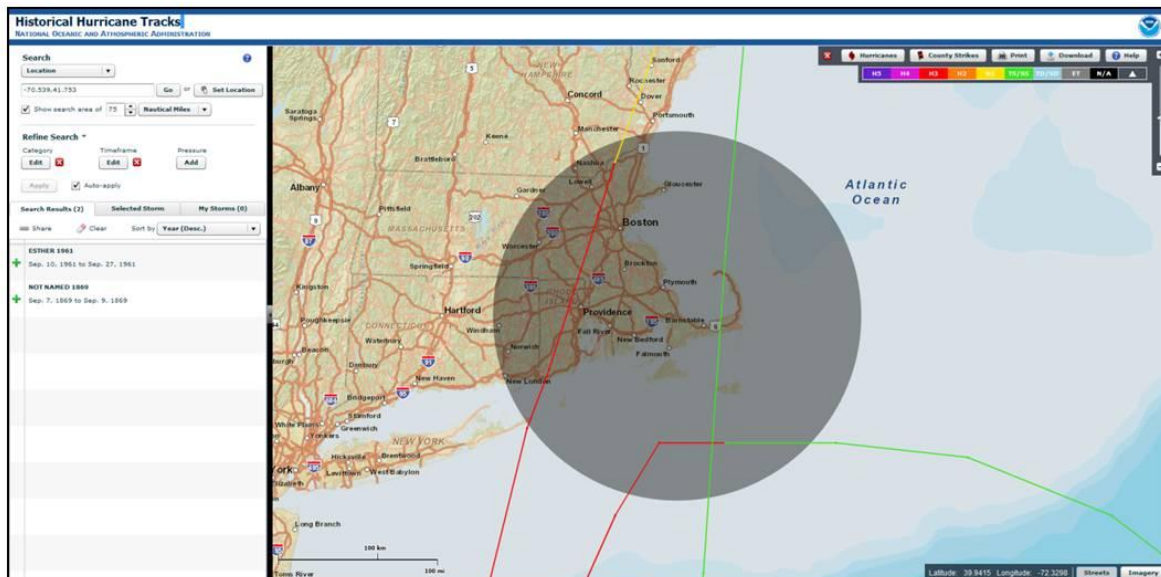 Historical Hurricane Tracks
NATIONAL OCEANIC AND ATMOSPHERIC ADMINISTRATION
Search
Location
-70.539,41.753
Go
or
Set Location
Show search area of 75 Nautical Miles
Refine Search
Category
Timeframe
Pressure
Edit
Edit
Add
Apply
Auto-apply
Search Results (2)
Selected Storm
My Storms (0)
Share
Clear
Sort by Year (Desc.)
ESTHER 1961
Sep. 10, 1961 to Sep. 27, 1961
NOT NAMED 1869
Sep. 7, 1869 to Sep. 9, 1869
Hurricanes
County Strikes
Print
Download
Help
H5
H4
H3
H2
TS/SS
TD/SD
ET
N/A
Sanford
Rochester
NEW HAMPSHIRE
Concord
Dover
Portsmouth
Saratoga Springs
Manchester
Keene
Nashua
Brattleboro
Lowell
Gloucester
Albany
Gardner
Atlantic
Ocean
Pittsfield
Boston
MASSACHUSETTS
Worcester
Brockton
Springfield
Plymouth
Kingston
RHODE ISLAND
Hartford
Providence
Barnstable
Poughkeepsie
CONNECTICUT
Windham
Fall River
New Bedford
Waterbury
Norwich
Falmouth
Beacon
Danbury
New Haven
New London
Bridgeport
Stamford
White Plains
Greenwich
Yonkers
NEW YORK
Hicksville
Brentwood
York
Levittown
West Babylon
Elizabeth
Long Branch
100 km
100 mi
Toms River
Latitude: 39.9415 Longitude: -72.3298
Streets
Imagery